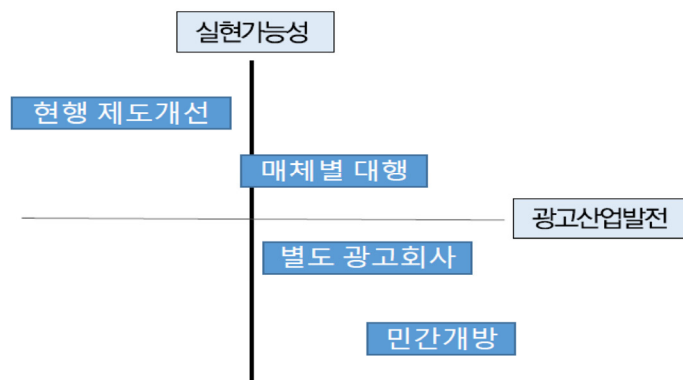 실현가능성
현행 제도개선
매체별 대행
광고산업발전
별도 광고회사
민간개방